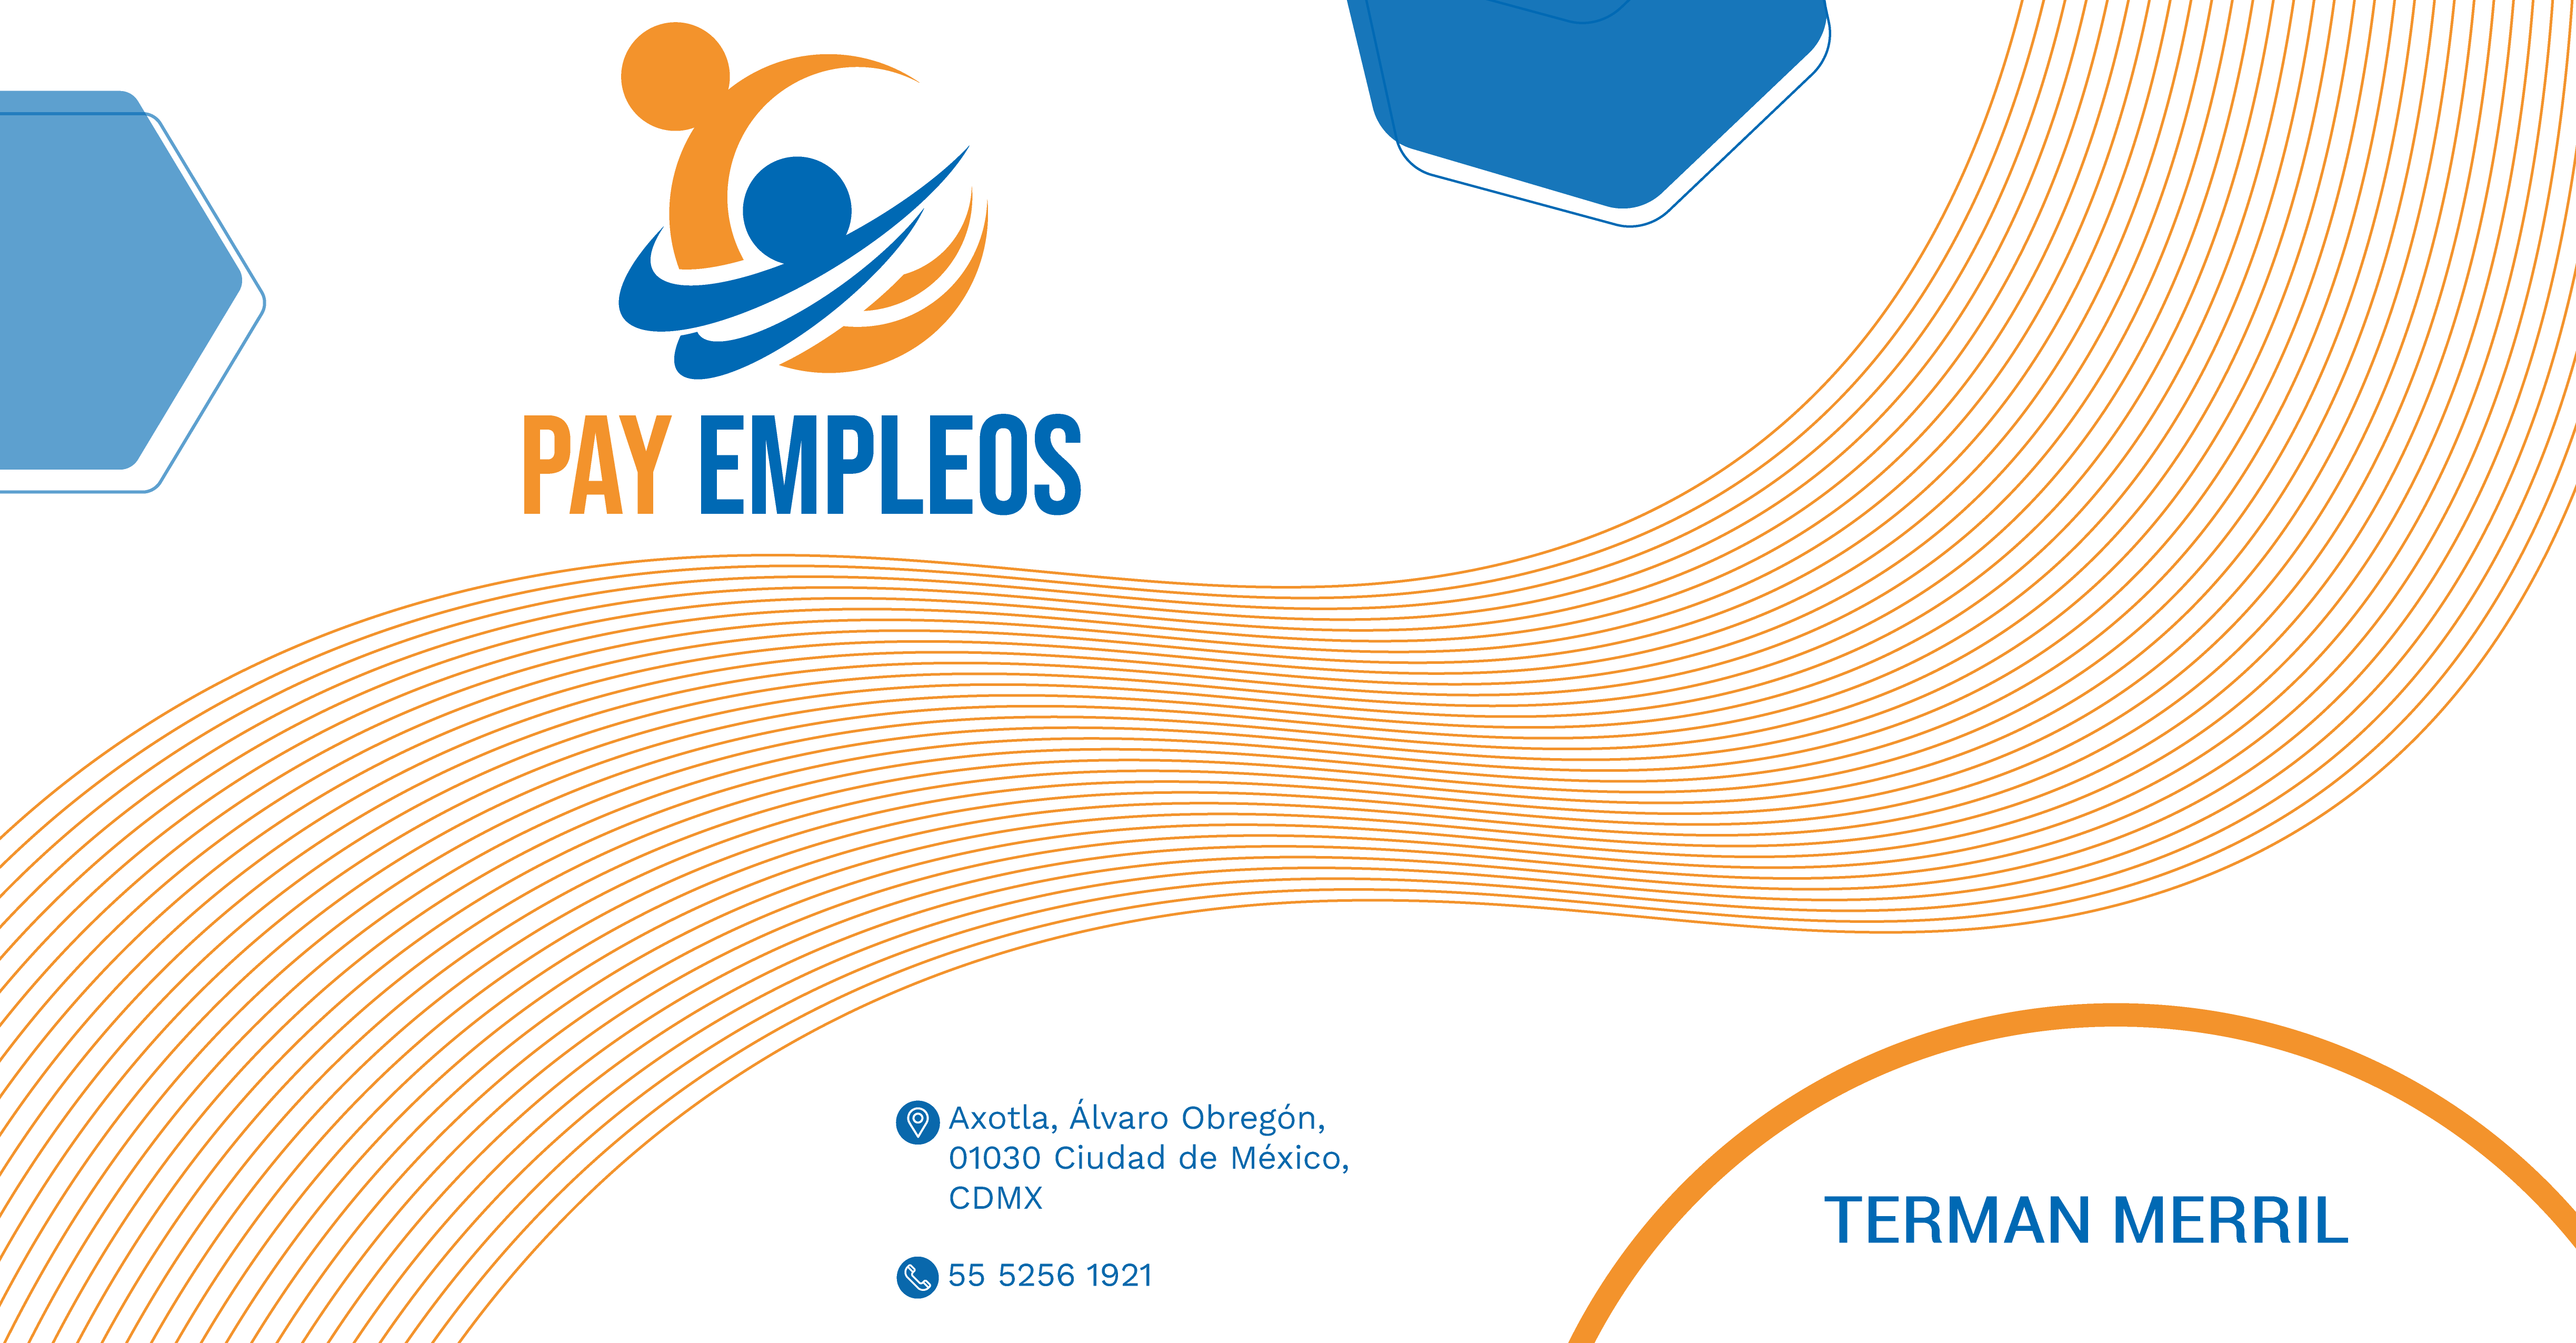 PAY EMPLEOS
Axotla, Álvaro Obregón,
01030 Ciudad de México,
CDMX
55 5256 1921
TERMAN MERRIL